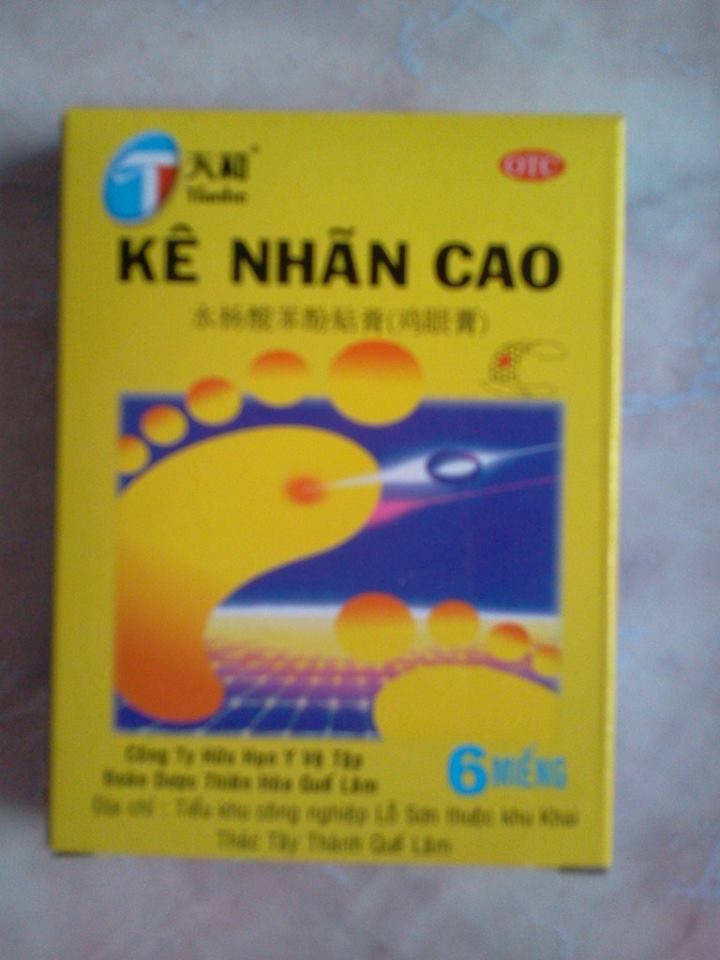 天和®
Tianhe
OTC
KÊ NHÃN CAO
水杨酸苯酚贴膏(鸡眼膏)
6 MIẾNG
Công Ty Hữu Hạn Y Vũ Tập
Đoàn Dược Thiên Hòa Quế Lâm
Địa chỉ : Tiểu khu công nghiệp Lỗ Sơn thuộc khu Khai
Thác Tây Thành Quế Lâm